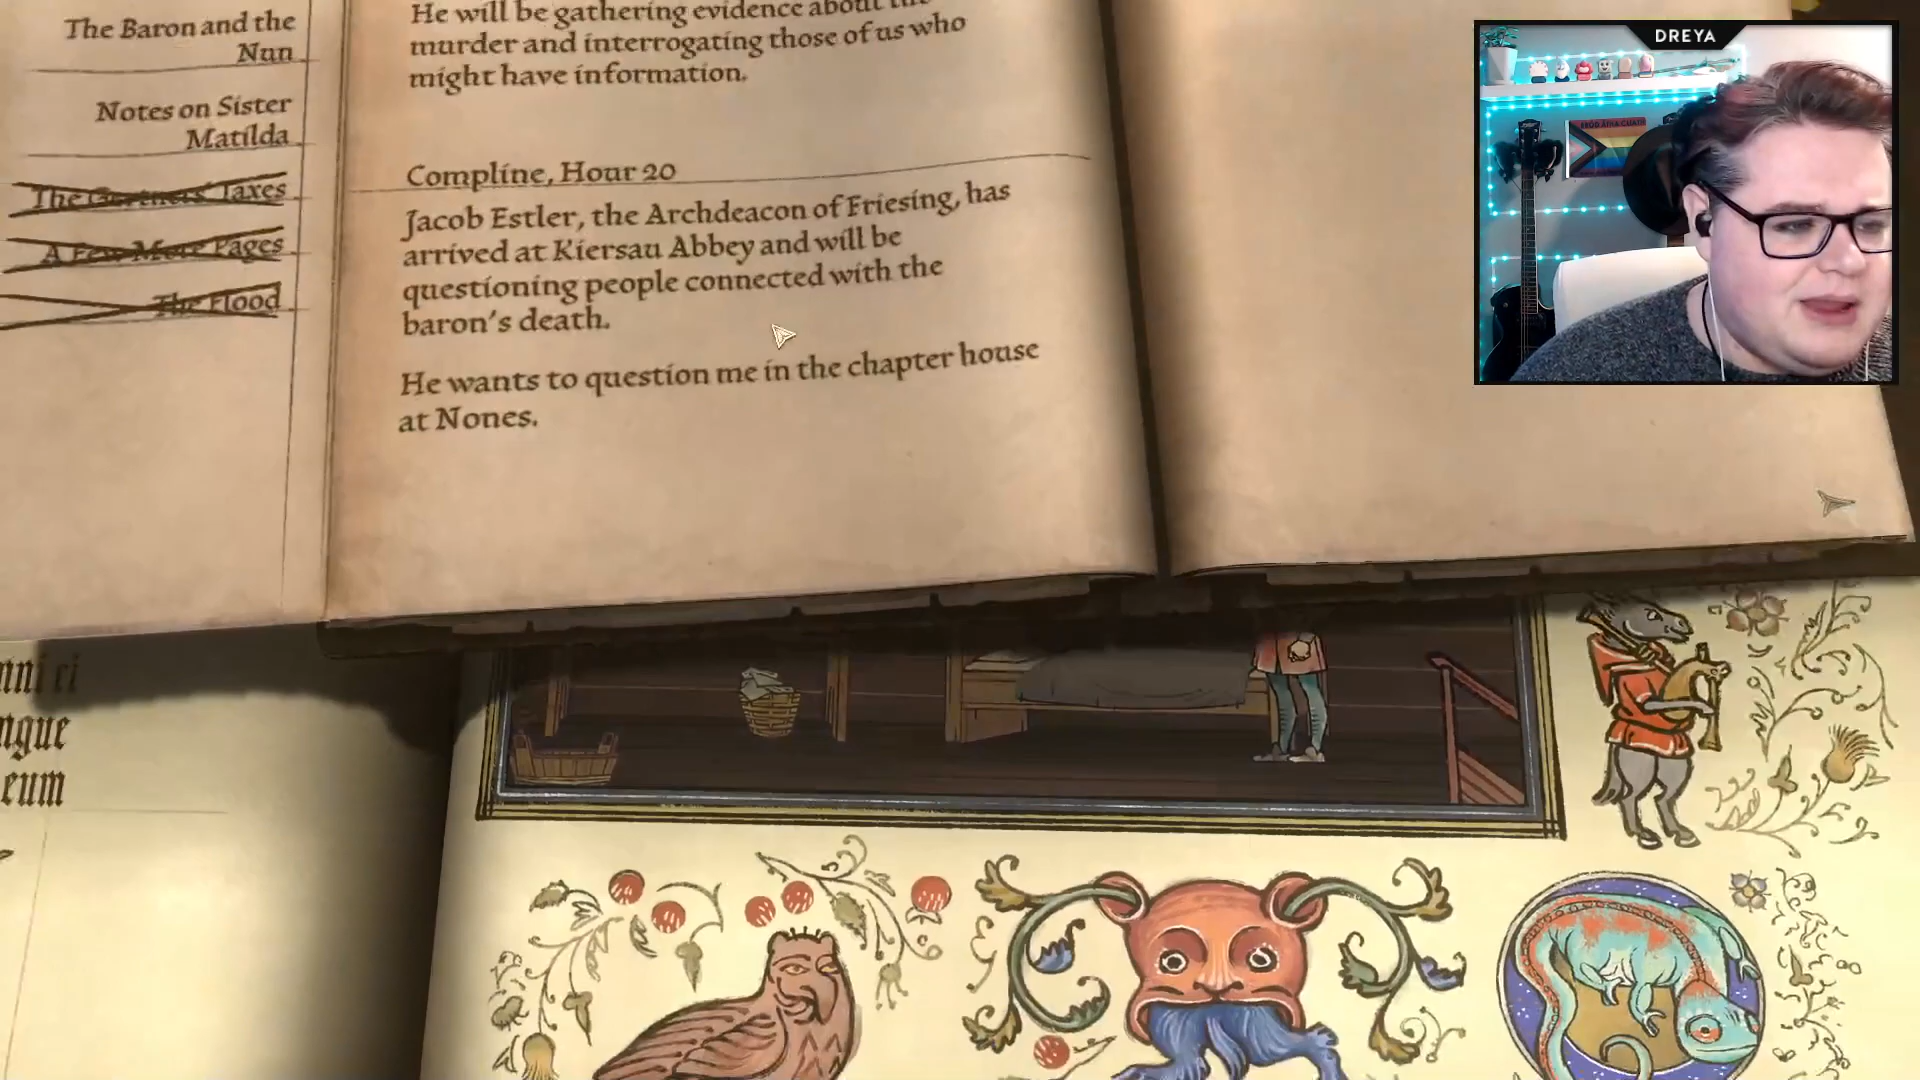 The Baron and the
Nun
Notes on Sister
Matilda
The Gertners' Taxes
A Few More Pages
The Flood
He will be gathering evidence about the
murder and interrogating those of us who
might have information.
Compline, Hour 20
Jacob Estler, the Archdeacon of Friesing, has
arrived at Kiersau Abbey and will be
questioning people connected with the
baron's death.
He wants to question me in the chapter house
at Nones.
eum
DREYA